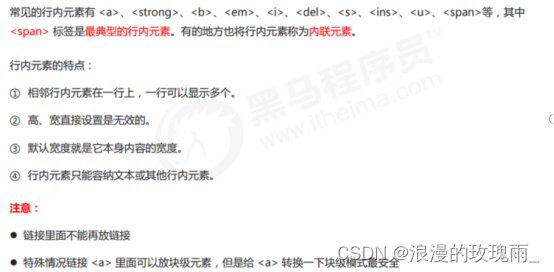 常见的行内元素有 <a>、<strong>、<b>、<em>、<i>、<del>、<s>、<ins>、<u>、<span>等，其中
<span> 标签是最典型的行内元素。有的地方也将行内元素称为内联元素。
行内元素的特点：
① 相邻行内元素在一行上，一行可以显示多个。
② 高、宽直接设置是无效的。
③ 默认宽度就是它本身内容的宽度。
④ 行内元素只能容纳文本或其他行内元素。
注意：
● 链接里面不能再放链接
● 特殊情况链接 <a> 里面可以放块级元素，但是给 <a> 转换一下块级模式最安全
黑马程序员
www.itheima.com
CSDN @浪漫的玫瑰雨_